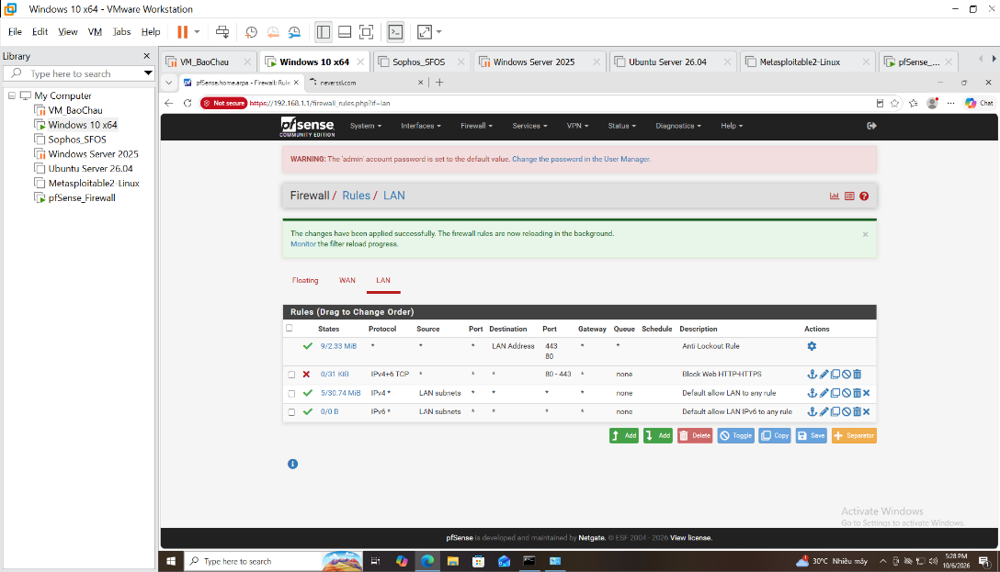 Windows 10 x64 - VMware Workstation
File Edit View VM Tabs Help
Library
Type here to search
My Computer
VM_BaoChau
Windows 10 x64
Sophos_SFOS
Windows Server 2025
Ubuntu Server 26.04
Metasploitable2-Linux
pfSense_Firewall
VM_BaoChau Windows 10 x64 Sophos_SFOS Windows Server 2025 Ubuntu Server 26.04 Metasploitable2-Linux pfSense_...
pfSense.home.arpa - Firewall: Rule neverssl.com
Not secure https://192.168.1.1/firewall_rules.php?if=lan Chat
pfsense COMMUNITY EDITION
System Interfaces Firewall Services VPN Status Diagnostics Help
WARNING: The 'admin' account password is set to the default value. Change the password in the User Manager.
Firewall / Rules / LAN
The changes have been applied successfully. The firewall rules are now reloading in the background.
Monitor the filter reload progress.
Floating WAN LAN
Rules (Drag to Change Order)
States Protocol Source Port Destination Port Gateway Queue Schedule Description Actions
9/2.33 MiB * * * LAN Address 443 80 * * Anti-Lockout Rule
0/31 KiB IPv4+6 TCP * * * 80 - 443 * none Block Web HTTP-HTTPS
5/30.74 MiB IPv4 * LAN subnets * * * * none Default allow LAN to any rule
0/0 B IPv6 * LAN subnets * * * * none Default allow LAN IPv6 to any rule
Add Add Delete Toggle Copy Save Separator
Activate Windows
Go to Settings to activate Windows.
pfSense is developed and maintained by Netgate. © ESF 2004 - 2026 View license.
Type here to search
30°C Nhiều mây
5:28 PM
10/6/2026